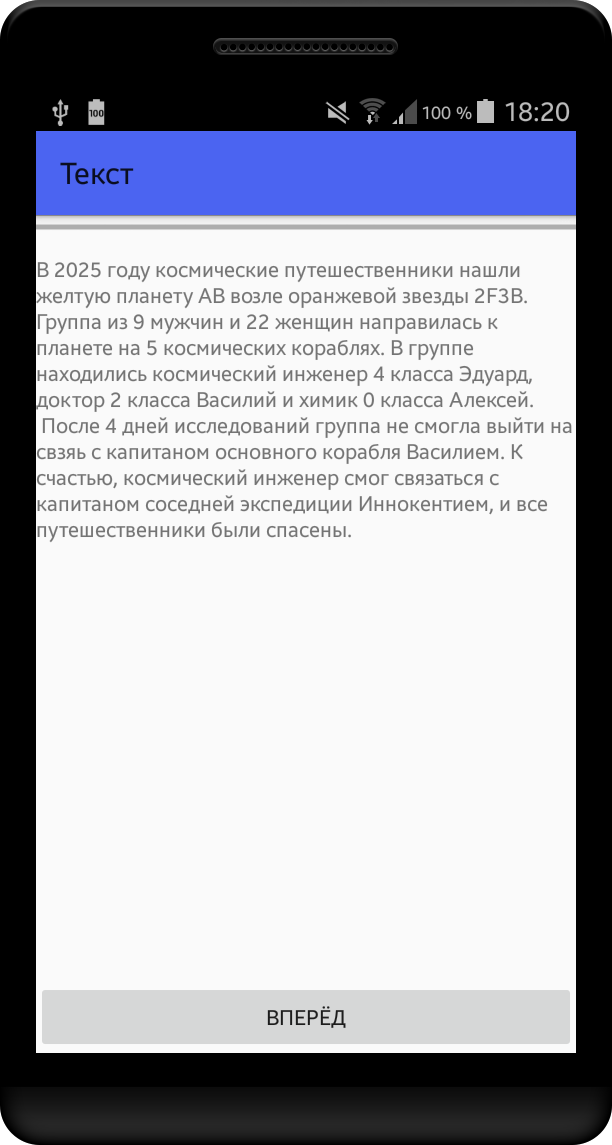 100
100 %
18:20
Текст
В 2025 году космические путешественники нашли
желтую планету АВ возле оранжевой звезды 2F3B.
Группа из 9 мужчин и 22 женщин направилась к
планете на 5 космических кораблях. В группе
находились космический инженер 4 класса Эдуард,
доктор 2 класса Василий и химик 0 класса Алексей.
После 4 дней исследований группа не смогла выйти на
свзяь с капитаном основного корабля Василием. К
счастью, космический инженер смог связаться с
капитаном соседней экспедиции Иннокентием, и все
путешественники были спасены.
ВПЕРЁД